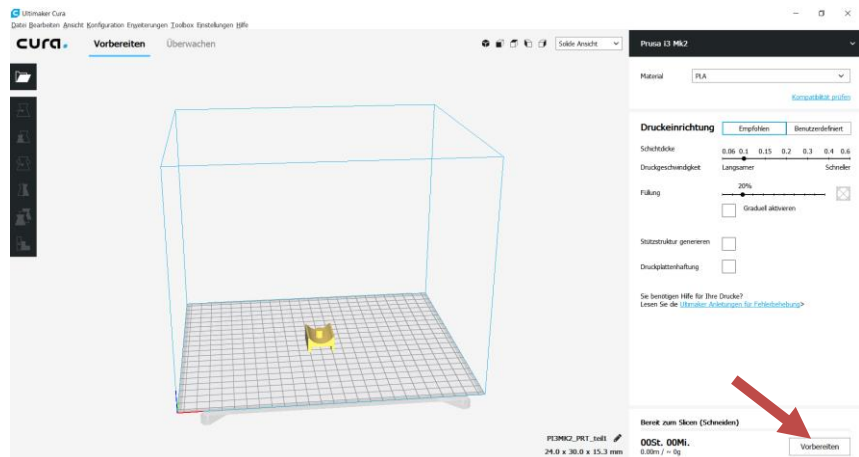 Ultimaker Cura
Datei Bearbeiten Ansicht Konfiguration Erweiterungen Toolbox Einstellungen Hilfe
cura. Vorbereiten Überwachen Solide Ansicht Prusa i3 Mk2
Material PLA
Kompatibilität prüfen
Druckeinrichtung Empfohlen Benutzerdefiniert
Schichtdicke 0.06 0.1 0.15 0.2 0.3 0.4 0.6
Druckgeschwindigkeit Langsamer Schneller
20%
Füllung
Graduell aktivieren
Stützstruktur generieren
Druckplattenhaftung
Sie benötigen Hilfe für Ihre Drucke?
Lesen Sie die Ultimaker Anleitungen für Fehlerbehebung>
Bereit zum Slicen (Schneiden)
PI3MK2_PRT_teil1 00St. 00Mi. Vorbereiten
24.0 x 30.0 x 15.3 mm 0.00m / ~ 0g